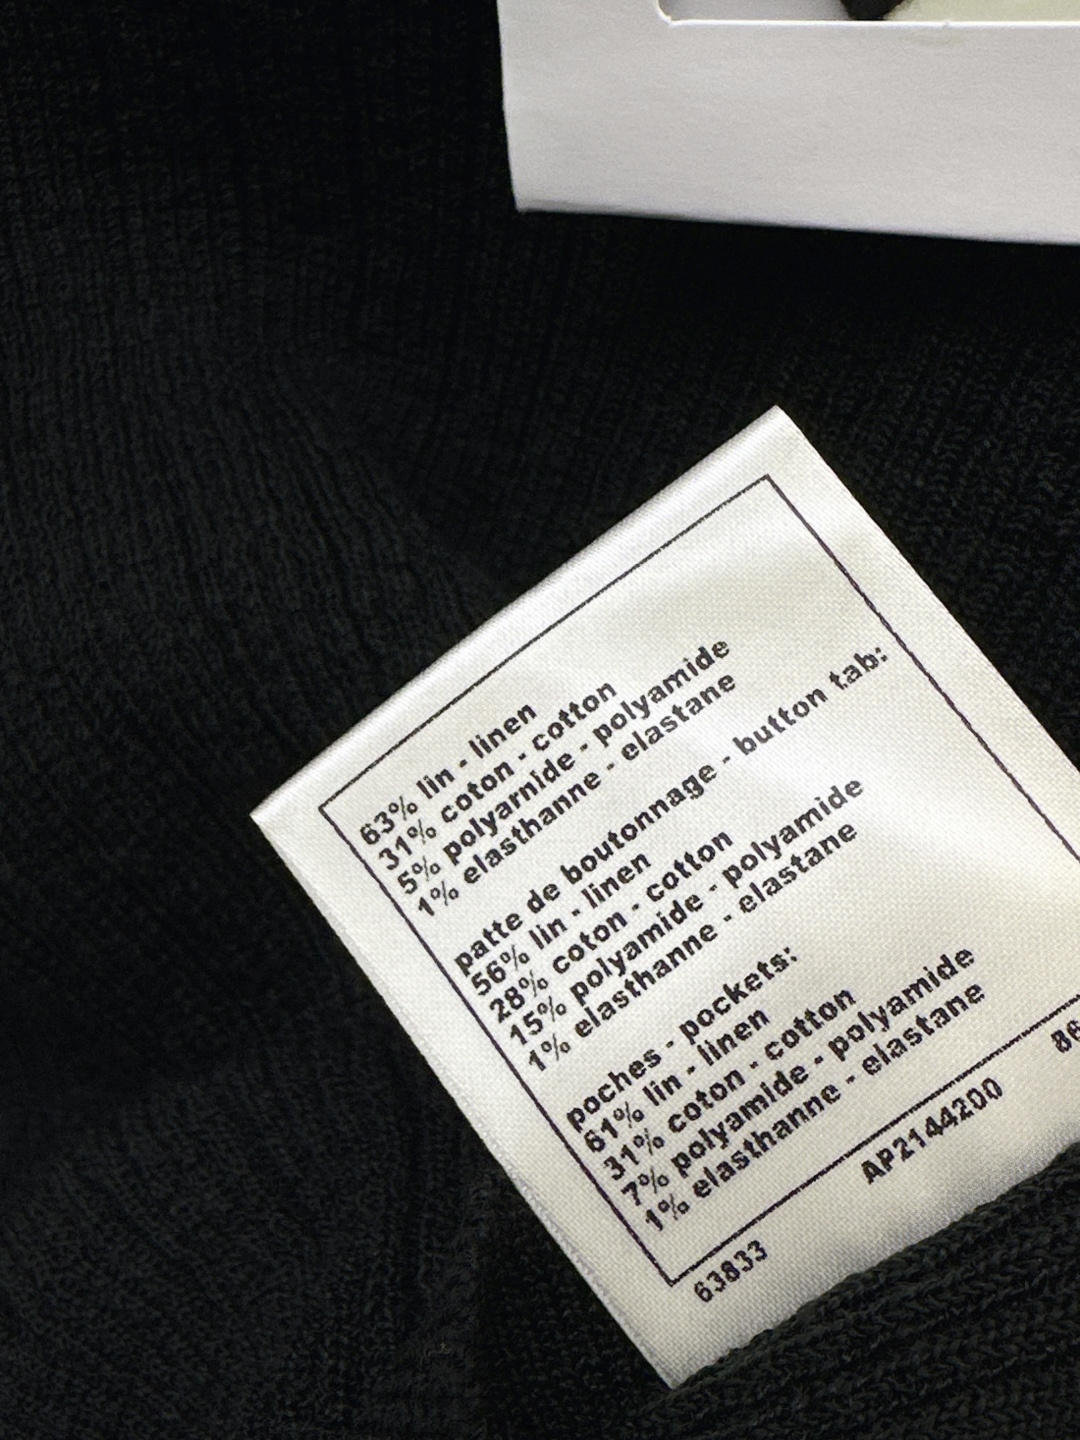 63% lin - linen
31% coton - cotton
5% polyamide - polyamide
1% elasthanne - elastane
patte de boutonnage - button tab:
56% lin - linen
28% coton - cotton
15% polyamide - polyamide
1% elasthanne - elastane
poches - pockets:
61% lin - linen
31% coton - cotton
7% polyamide - polyamide
1% elasthanne - elastane
63833 AP2144200 86